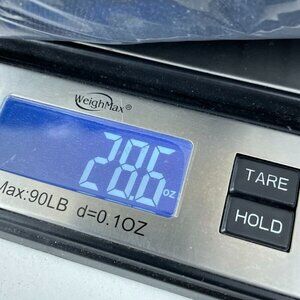 WeighMax
28.6 oz
TARE
HOLD
Max:90LB d=0.1OZ